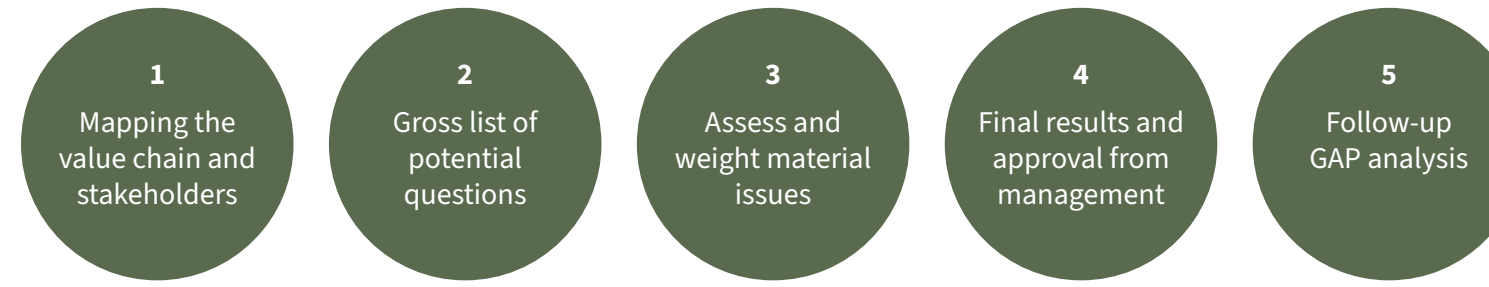 1
Mapping the
value chain and
stakeholders
2
Gross list of
potential
questions
3
Assess and
weight material
issues
4
Final results and
approval from
management
5
Follow-up
GAP analysis